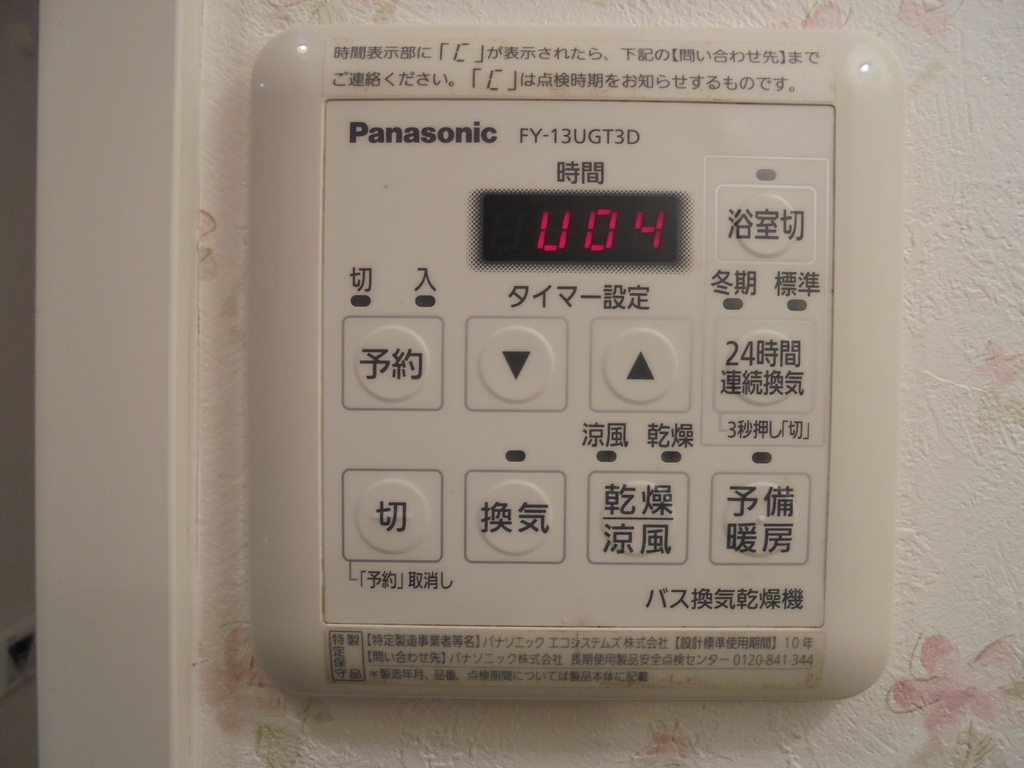 時間表示部に「 」が表示されたら、下記の【問い合わせ先】まで
ご連絡ください。「 」は点検時期をお知らせするものです。
Panasonic FY-13UGT3D
時間
U04
浴室切
切 入
タイマー設定
冬期 標準
予約
▼
▲
24時間
連続換気
3秒押し「切」
涼風 乾燥
切
換気
乾燥
涼風
予備
暖房
「予約」取消し
バス換気乾燥機
特定保守製品
【特定製造事業者等名】パナソニック エコシステムズ株式会社【設計標準使用期間】10年
【問い合わせ先】パナソニック株式会社 長期使用製品安全点検センター 0120-841-344
*製造年月、品番、点検期間については製品本体に記載